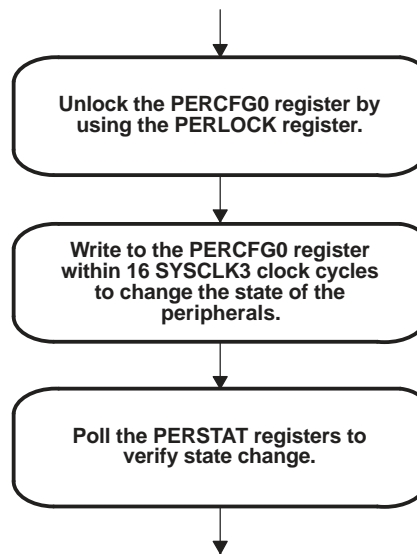 Unlock the PERCFG0 register by
using the PERLOCK register.
Write to the PERCFG0 register
within 16 SYSCLK3 clock cycles
to change the state of the
peripherals.
Poll the PERSTAT registers to
verify state change.